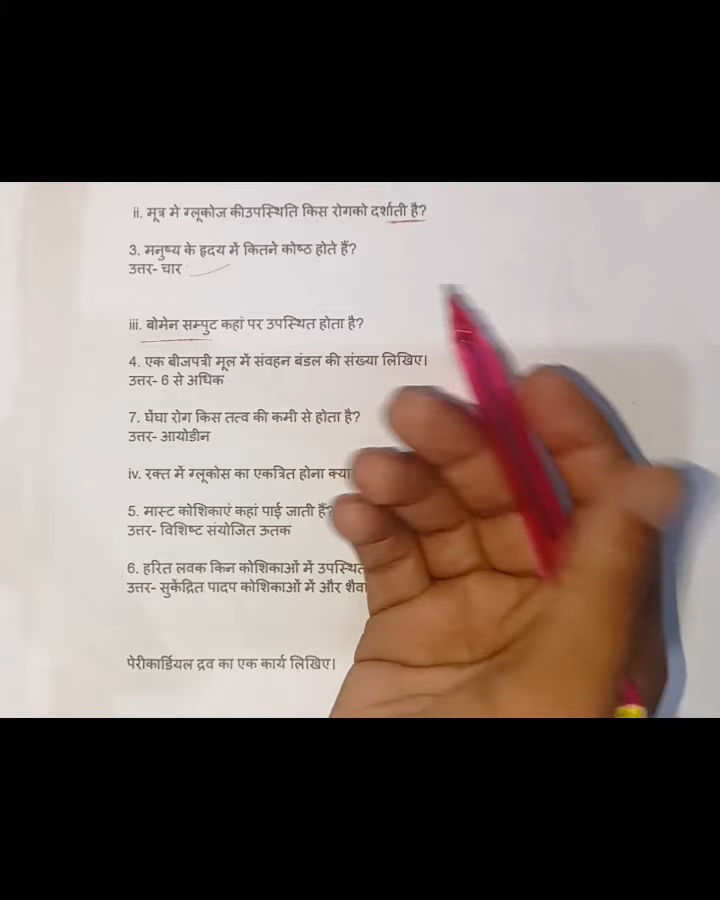 ii. मूत्र मे ग्लूकोज कीउपस्थिति किस रोगको दर्शाती है?
3. मनुष्य के हृदय में कितने कोष्ठ होते हैं?
उत्तर- चार
iii. बोमेन सम्पुट कहां पर उपस्थित होता है?
4. एक बीजपत्री मूल में संवहन बंडल की संख्या लिखिए।
उत्तर- 6 से अधिक
7. घेंघा रोग किस तत्व की कमी से होता है?
उत्तर- आयोडीन
iv. रक्त में ग्लूकोस का एकत्रित होना क्या
5. मास्ट कोशिकाएं कहां पाई जाती हैं?
उत्तर- विशिष्ट संयोजित ऊतक
6. हरित लवक किन कोशिकाओं में उपस्थित
उत्तर- सुकेंद्रित पादप कोशिकाओं में और
पेरीकार्डियल द्रव का एक कार्य लिखिए।